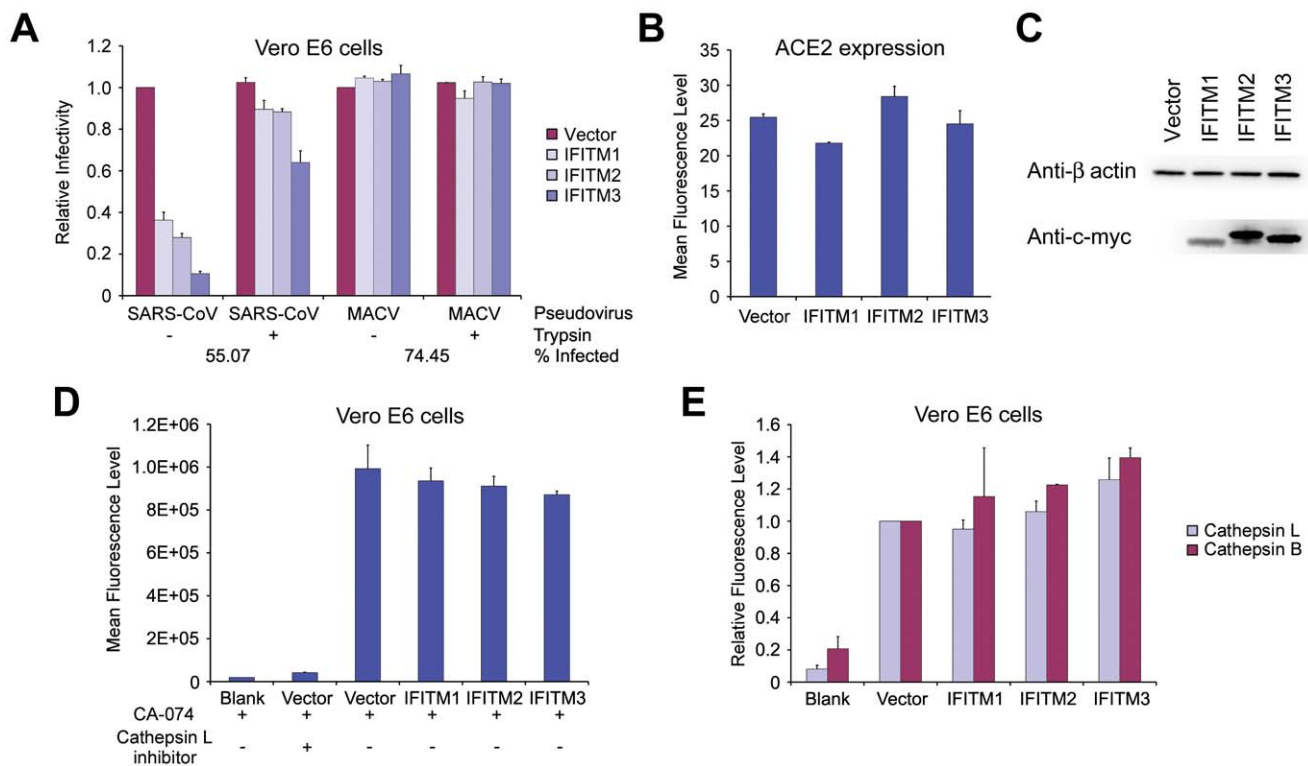 A
Vero E6 cells
Relative Infectivity
1.2
1.0
0.8
0.6
0.4
0.2
0
Vector
IFITM1
IFITM2
IFITM3
SARS-CoV SARS-CoV MACV MACV Pseudovirus
- + - + Trypsin
55.07 74.45 % Infected
B
ACE2 expression
Mean Fluorescence Level
35
30
25
20
15
10
5
0
Vector IFITM1 IFITM2 IFITM3
C
Vector
IFITM1
IFITM2
IFITM3
Anti-β actin
Anti-c-myc
D
Vero E6 cells
Mean Fluorescence Level
1.2E+06
1.0E+06
8E+05
6E+05
4E+05
2E+05
0
Blank Vector Vector IFITM1 IFITM2 IFITM3
CA-074 + + + + + +
Cathepsin L
inhibitor - + - - - -
E
Vero E6 cells
Relative Fluorescence Level
1.6
1.4
1.2
1.0
0.8
0.6
0.4
0.2
0
Blank Vector IFITM1 IFITM2 IFITM3
Cathepsin L
Cathepsin B